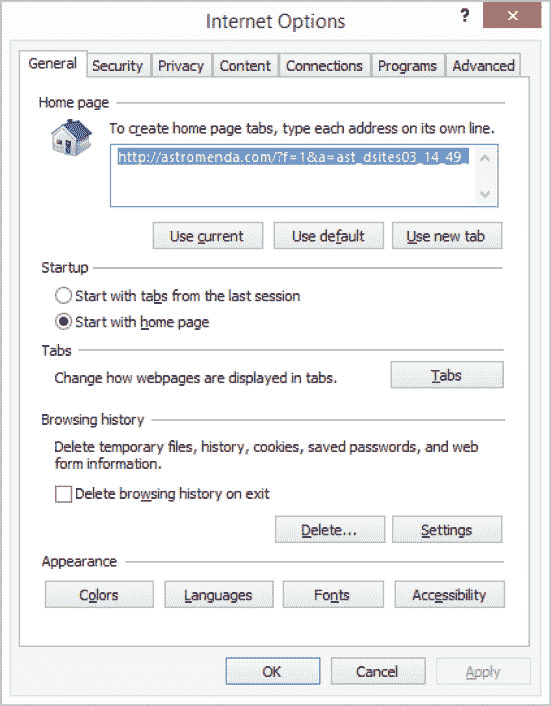 Internet Options
?
General Security Privacy Content Connections Programs Advanced
Home page
To create home page tabs, type each address on its own line.
http://astromenda.com/?f=1&a=ast_dsites03_14_49_
Use current Use default Use new tab
Startup
Start with tabs from the last session
Start with home page
Tabs
Change how webpages are displayed in tabs.
Tabs
Browsing history
Delete temporary files, history, cookies, saved passwords, and web
form information.
Delete browsing history on exit
Delete... Settings
Appearance
Colors Languages Fonts Accessibility
OK Cancel Apply